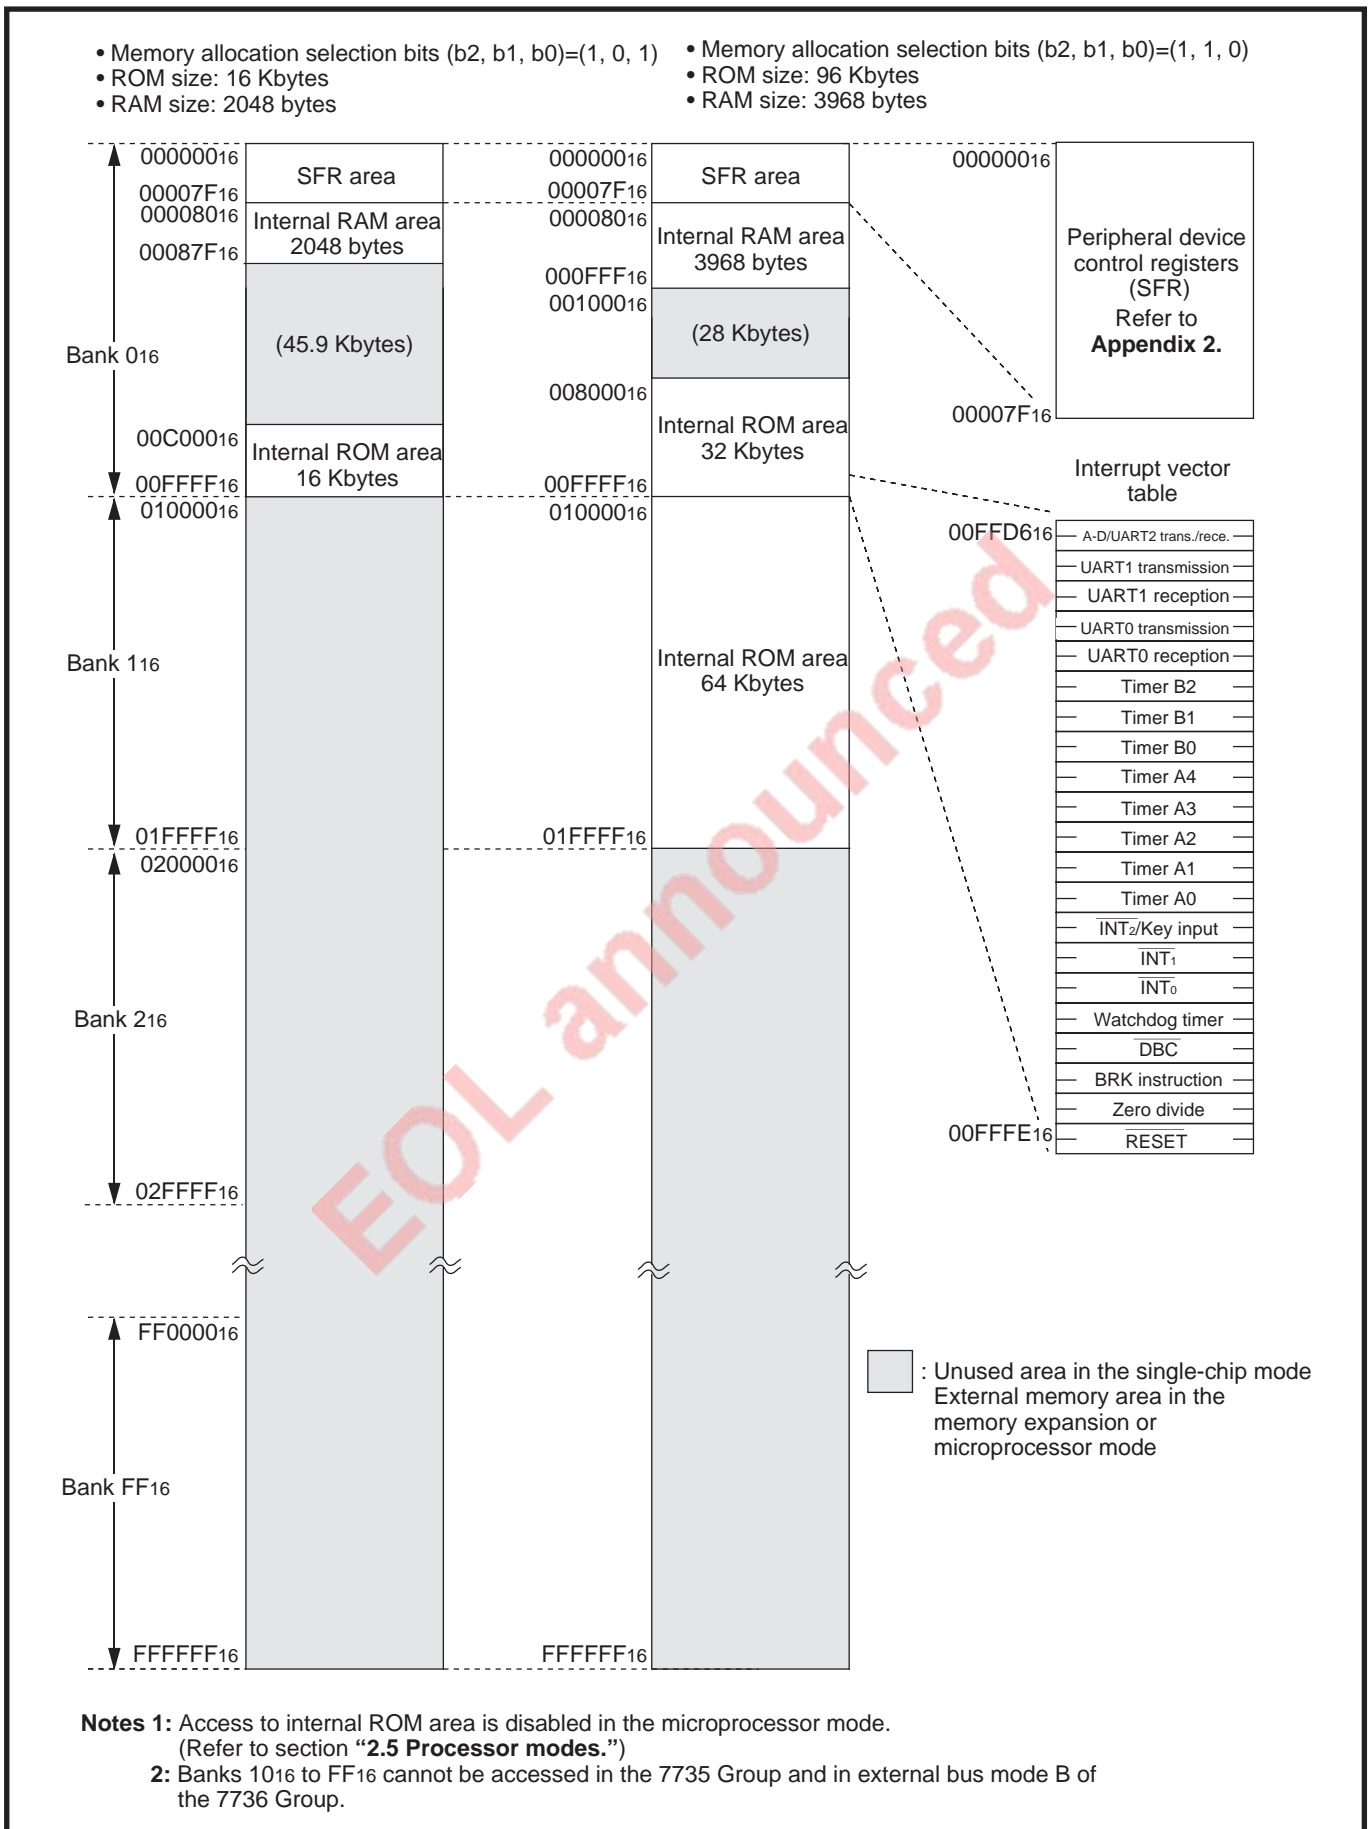 • Memory allocation selection bits (b2, b1, b0)=(1, 0, 1)
• ROM size: 16 Kbytes
• RAM size: 2048 bytes
• Memory allocation selection bits (b2, b1, b0)=(1, 1, 0)
• ROM size: 96 Kbytes
• RAM size: 3968 bytes
00000016
00007F16
00008016
00087F16
00C00016
00FFFF16
01000016
01FFFF16
02000016
02FFFF16
FF000016
FFFFFF16
Bank 016
Bank 116
Bank 216
Bank FF16
SFR area
Internal RAM area
2048 bytes
(45.9 Kbytes)
Internal ROM area
16 Kbytes
00000016
00007F16
00008016
000FFF16
00100016
00800016
00FFFF16
01000016
01FFFF16
FFFFFF16
SFR area
Internal RAM area
3968 bytes
(28 Kbytes)
Internal ROM area
32 Kbytes
Internal ROM area
64 Kbytes
00000016
00007F16
Peripheral device
control registers
(SFR)
Refer to
Appendix 2.
Interrupt vector
table
00FFD616
A-D/UART2 trans./rece.
UART1 transmission
UART1 reception
UART0 transmission
UART0 reception
Timer B2
Timer B1
Timer B0
Timer A4
Timer A3
Timer A2
Timer A1
Timer A0
INT2/Key input
INT1
INT0
Watchdog timer
DBC
BRK instruction
Zero divide
00FFFE16
RESET
EOL announced
: Unused area in the single-chip mode
External memory area in the
memory expansion or
microprocessor mode
Notes 1: Access to internal ROM area is disabled in the microprocessor mode.
(Refer to section “2.5 Processor modes.”)
2: Banks 1016 to FF16 cannot be accessed in the 7735 Group and in external bus mode B of
the 7736 Group.